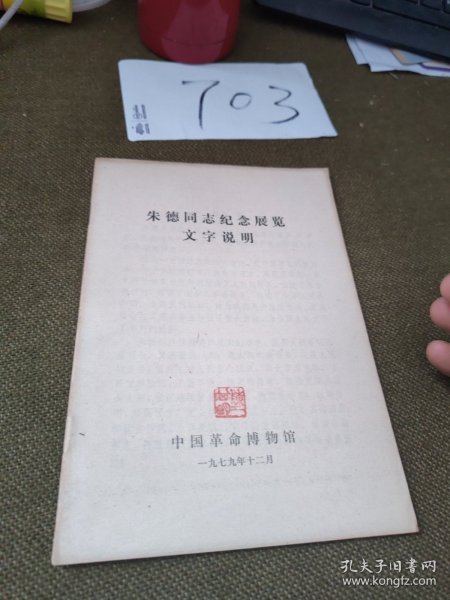 703
朱德同志纪念展览
文字说明
中国革命博物馆
一九七九年十二月
孔夫子旧书网
www.kongfz.com